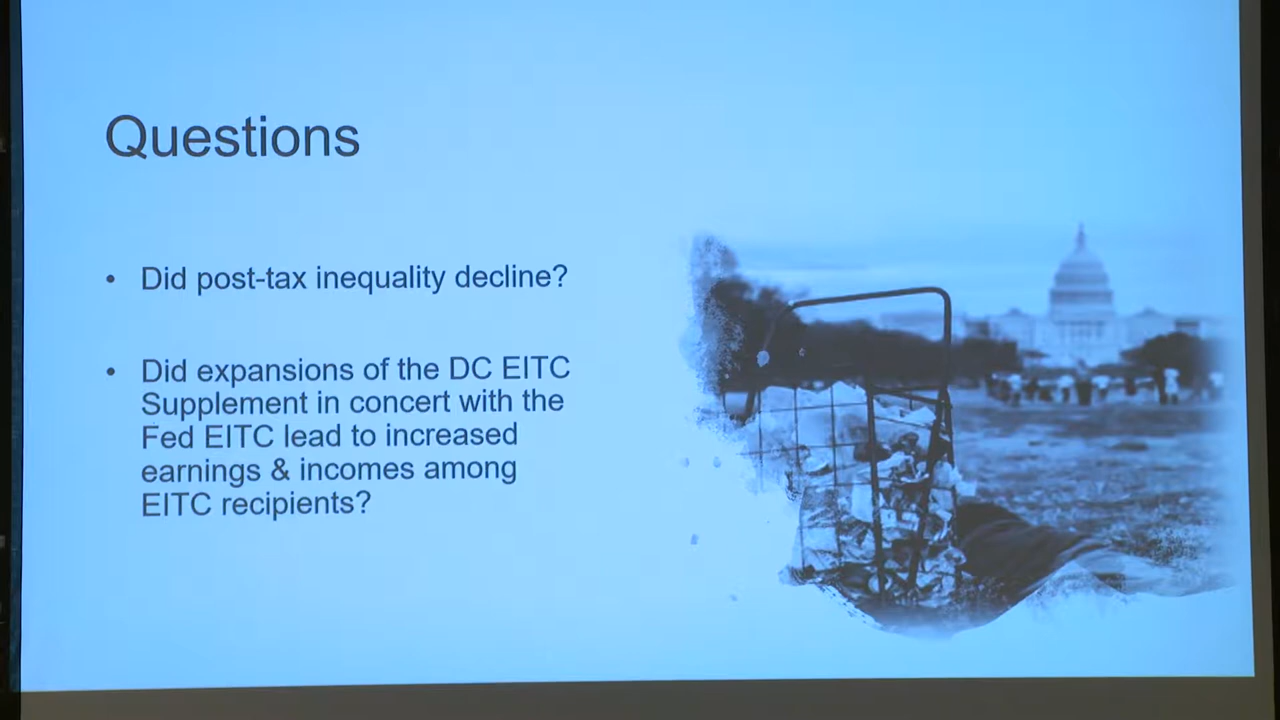 Questions
• Did post-tax inequality decline?
• Did expansions of the DC EITC
Supplement in concert with the
Fed EITC lead to increased
earnings & incomes among
EITC recipients?